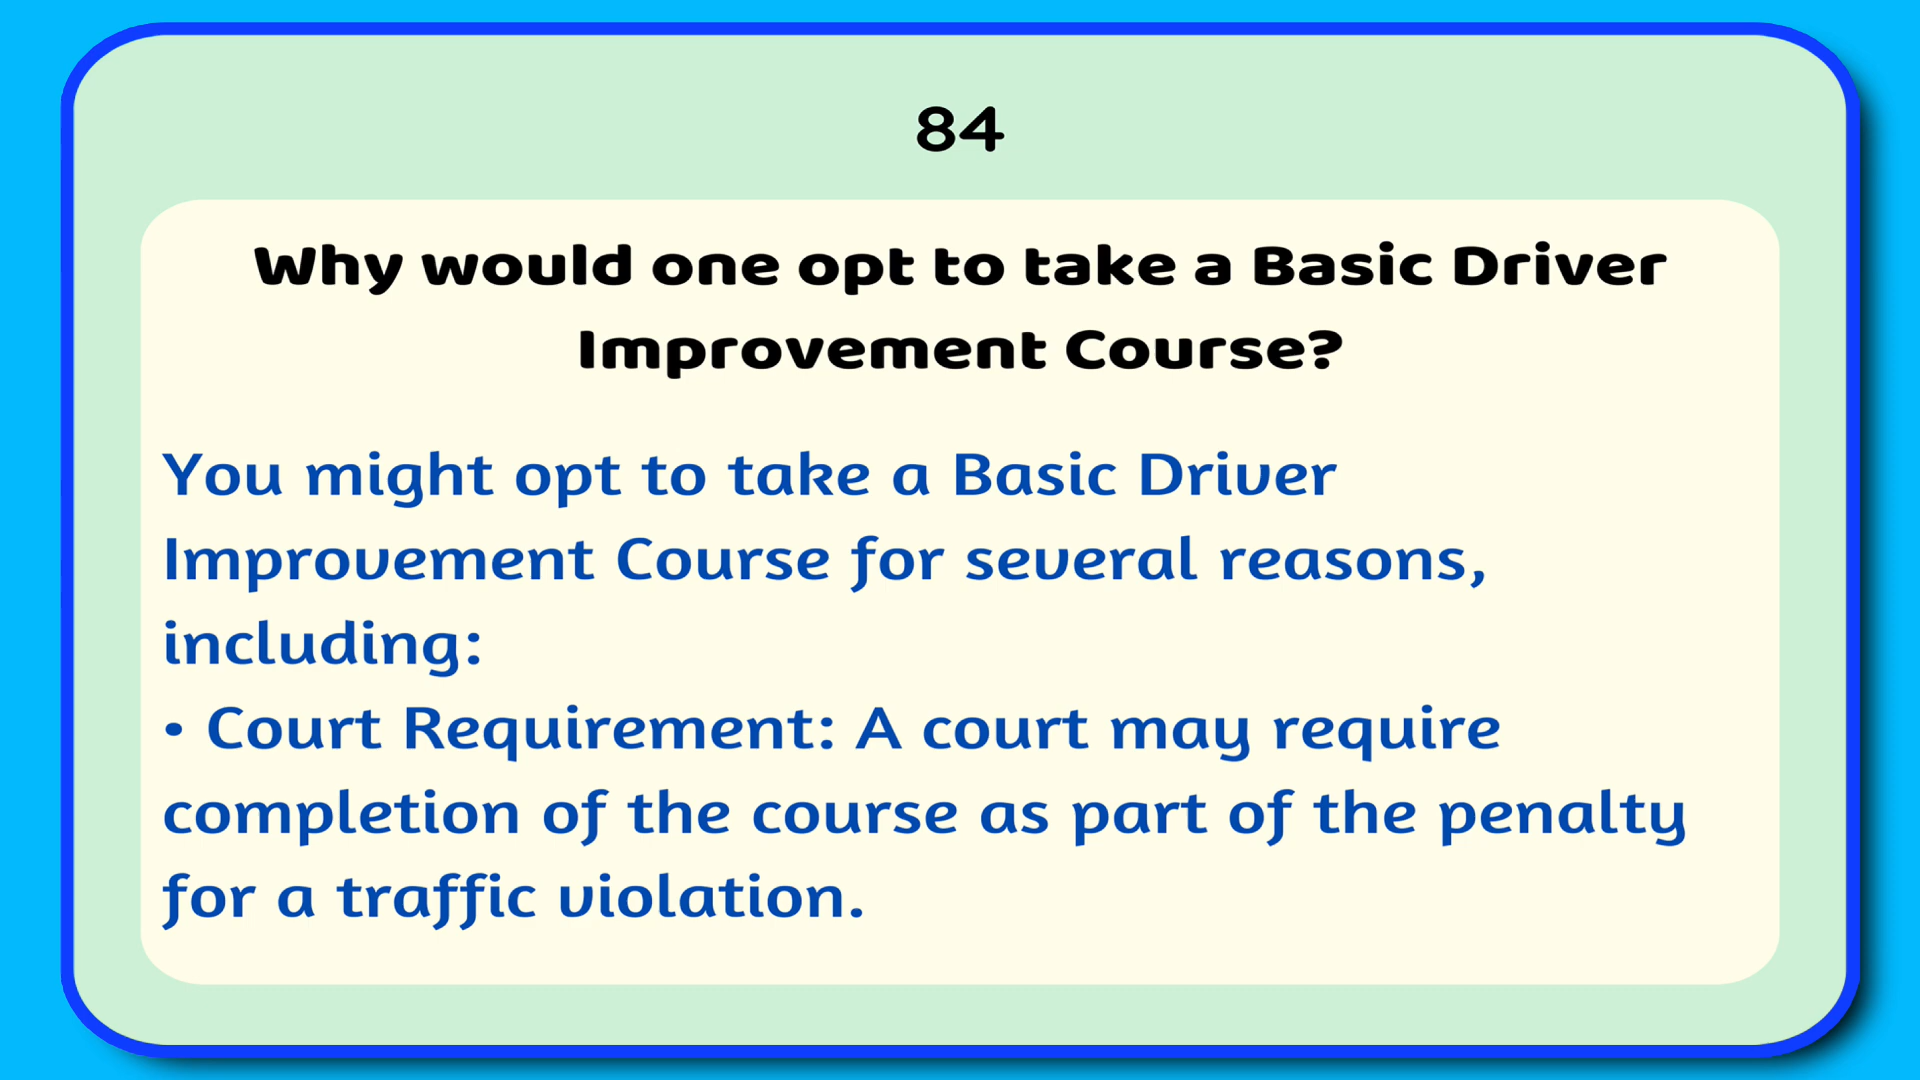 84
Why would one opt to take a Basic Driver
Improvement Course?
You might opt to take a Basic Driver
Improvement Course for several reasons,
including:
• Court Requirement: A court may require
completion of the course as part of the penalty
for a traffic violation.